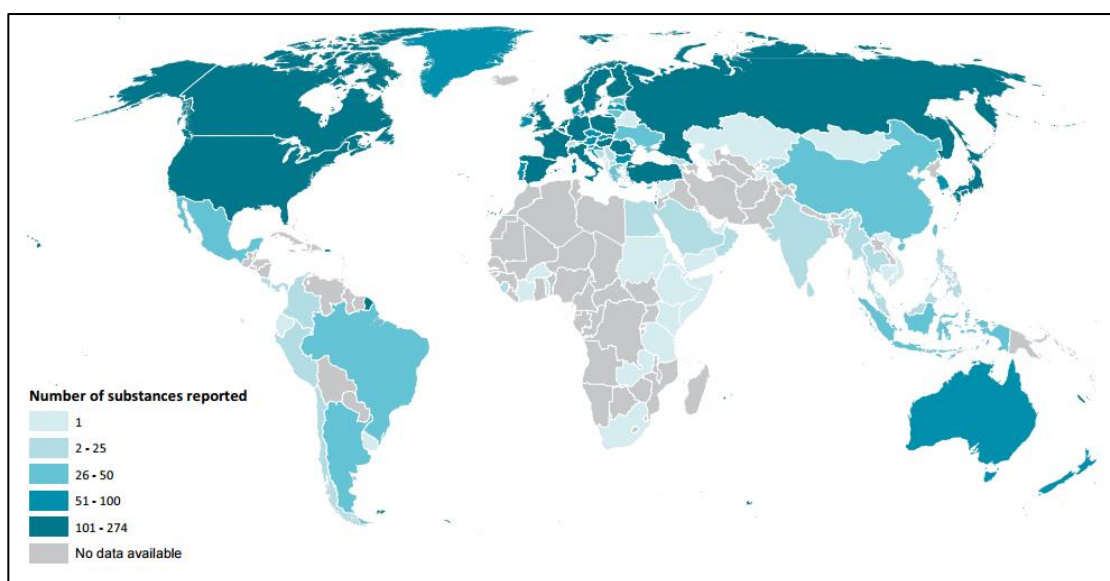 Number of substances reported
1
2 - 25
26 - 50
51 - 100
101 - 274
No data available